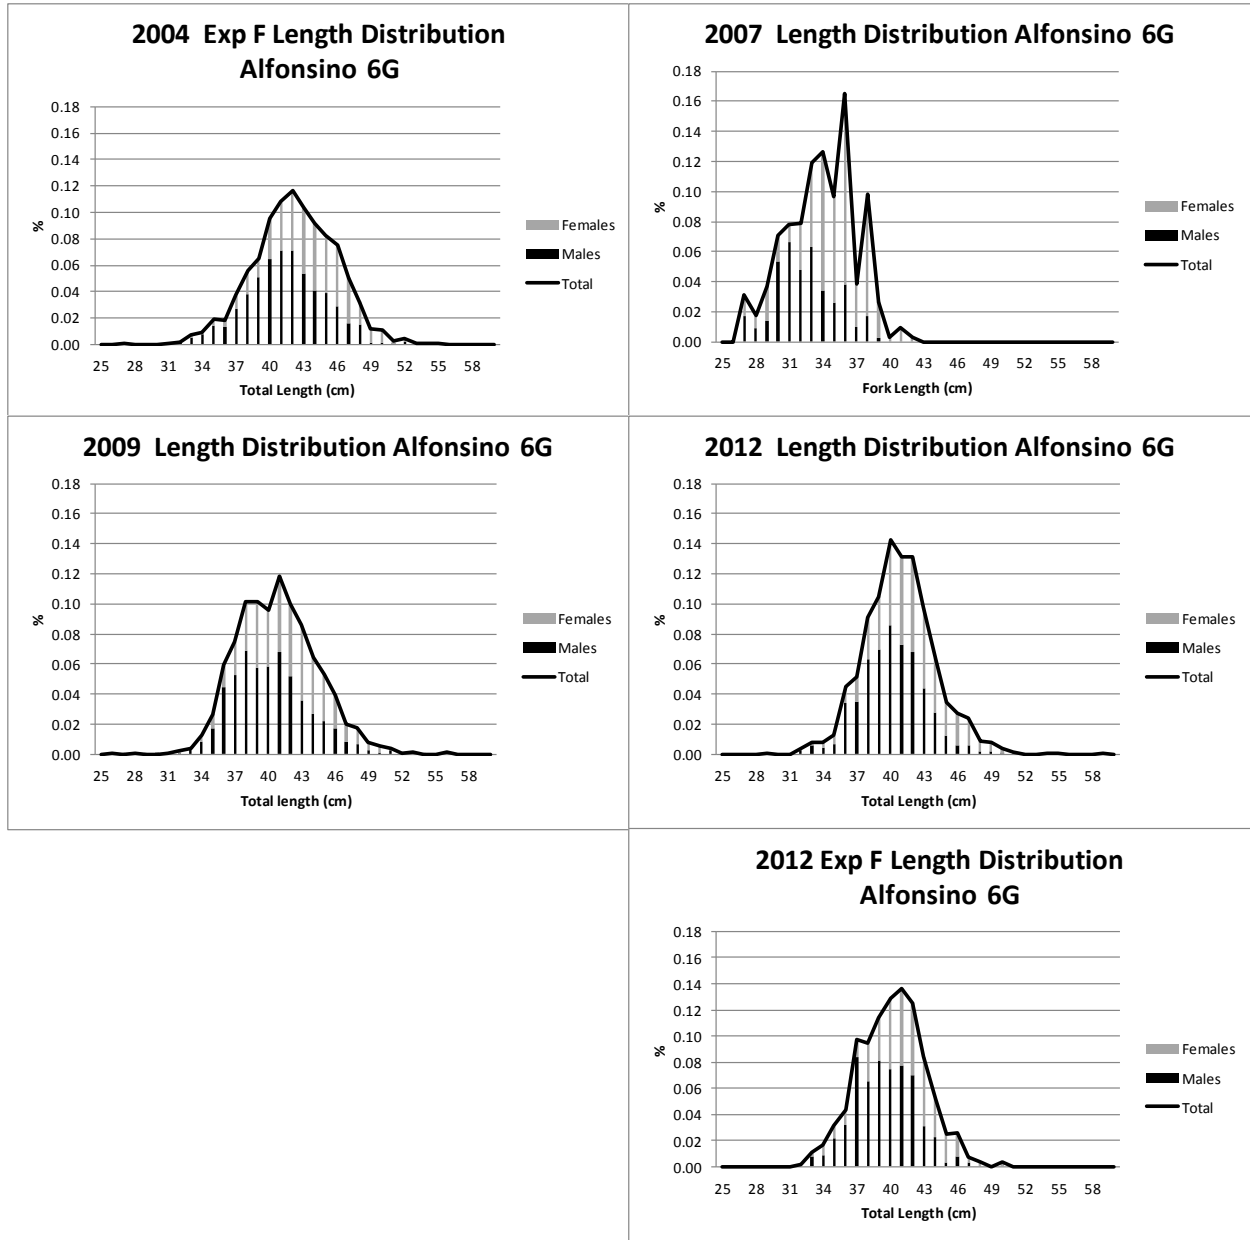 2004 Exp F Length Distribution
Alfonsino 6G
0.18
0.16
0.14
0.12
0.10
0.08
0.06
0.04
0.02
0.00
%
25 28 31 34 37 40 43 46 49 52 55 58
Total Length (cm)
Females
Males
Total
2007 Length Distribution Alfonsino 6G
0.18
0.16
0.14
0.12
0.10
0.08
0.06
0.04
0.02
0.00
%
25 28 31 34 37 40 43 46 49 52 55 58
Fork Length (cm)
Females
Males
Total
2009 Length Distribution Alfonsino 6G
0.18
0.16
0.14
0.12
0.10
0.08
0.06
0.04
0.02
0.00
%
25 28 31 34 37 40 43 46 49 52 55 58
Total length (cm)
Females
Males
Total
2012 Length Distribution Alfonsino 6G
0.18
0.16
0.14
0.12
0.10
0.08
0.06
0.04
0.02
0.00
%
25 28 31 34 37 40 43 46 49 52 55 58
Total Length (cm)
Females
Males
Total
2012 Exp F Length Distribution
Alfonsino 6G
0.18
0.16
0.14
0.12
0.10
0.08
0.06
0.04
0.02
0.00
%
25 28 31 34 37 40 43 46 49 52 55 58
Total Length (cm)
Females
Males
Total